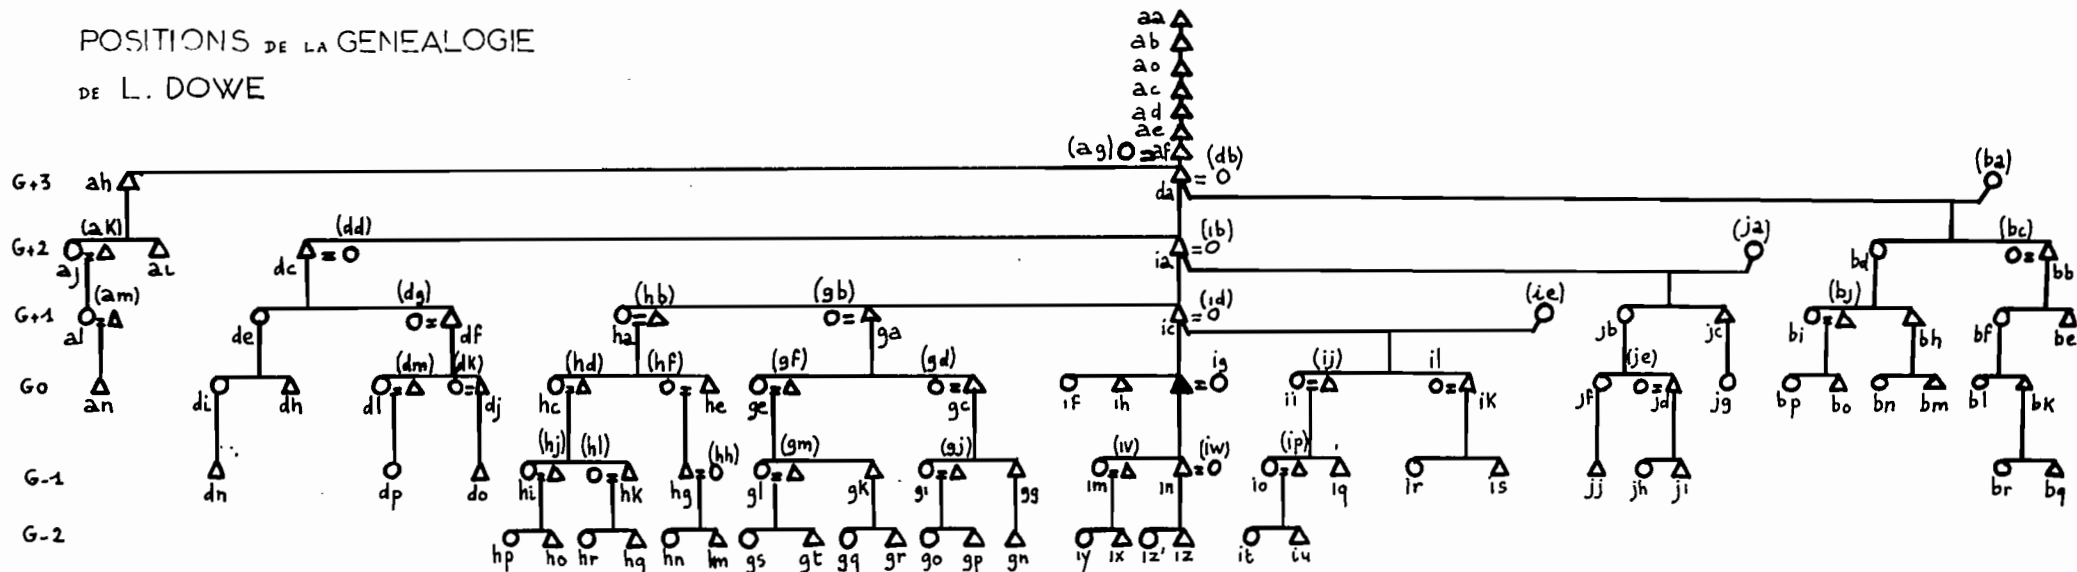 POSITIONS DE LA GENEALOGIE
DE L. DOWE
aa
ab
ao
ac
ad
ae
(ag) af
G+3 ah da (db) (ba)
G+2 aj (ak) ai dc (dd) ia (ib) (ja) bd (bc) bb
G+1 al (am) de (dg) df ha (hb) (gb) ga ic (id) (ie) jb jc bi (bj) bh bf be
G0 an di dh dl (dm) (dk) dj hc (hd) (hf) he ge (gf) (gd) gc if ih ig ii (ij) il ik jf (je) jd jg bp bo bn bm bl bk
G-1 dn dp do hi (hj) (hl) hk hg (hh) gl (gm) gk gi (gj) gg im (iv) in (iw) io (ip) iq ir is jj jh ji br bq
G-2 hp ho hr hq hn hm gs gt gq gr go gp gn iy ix iz' iz it iu